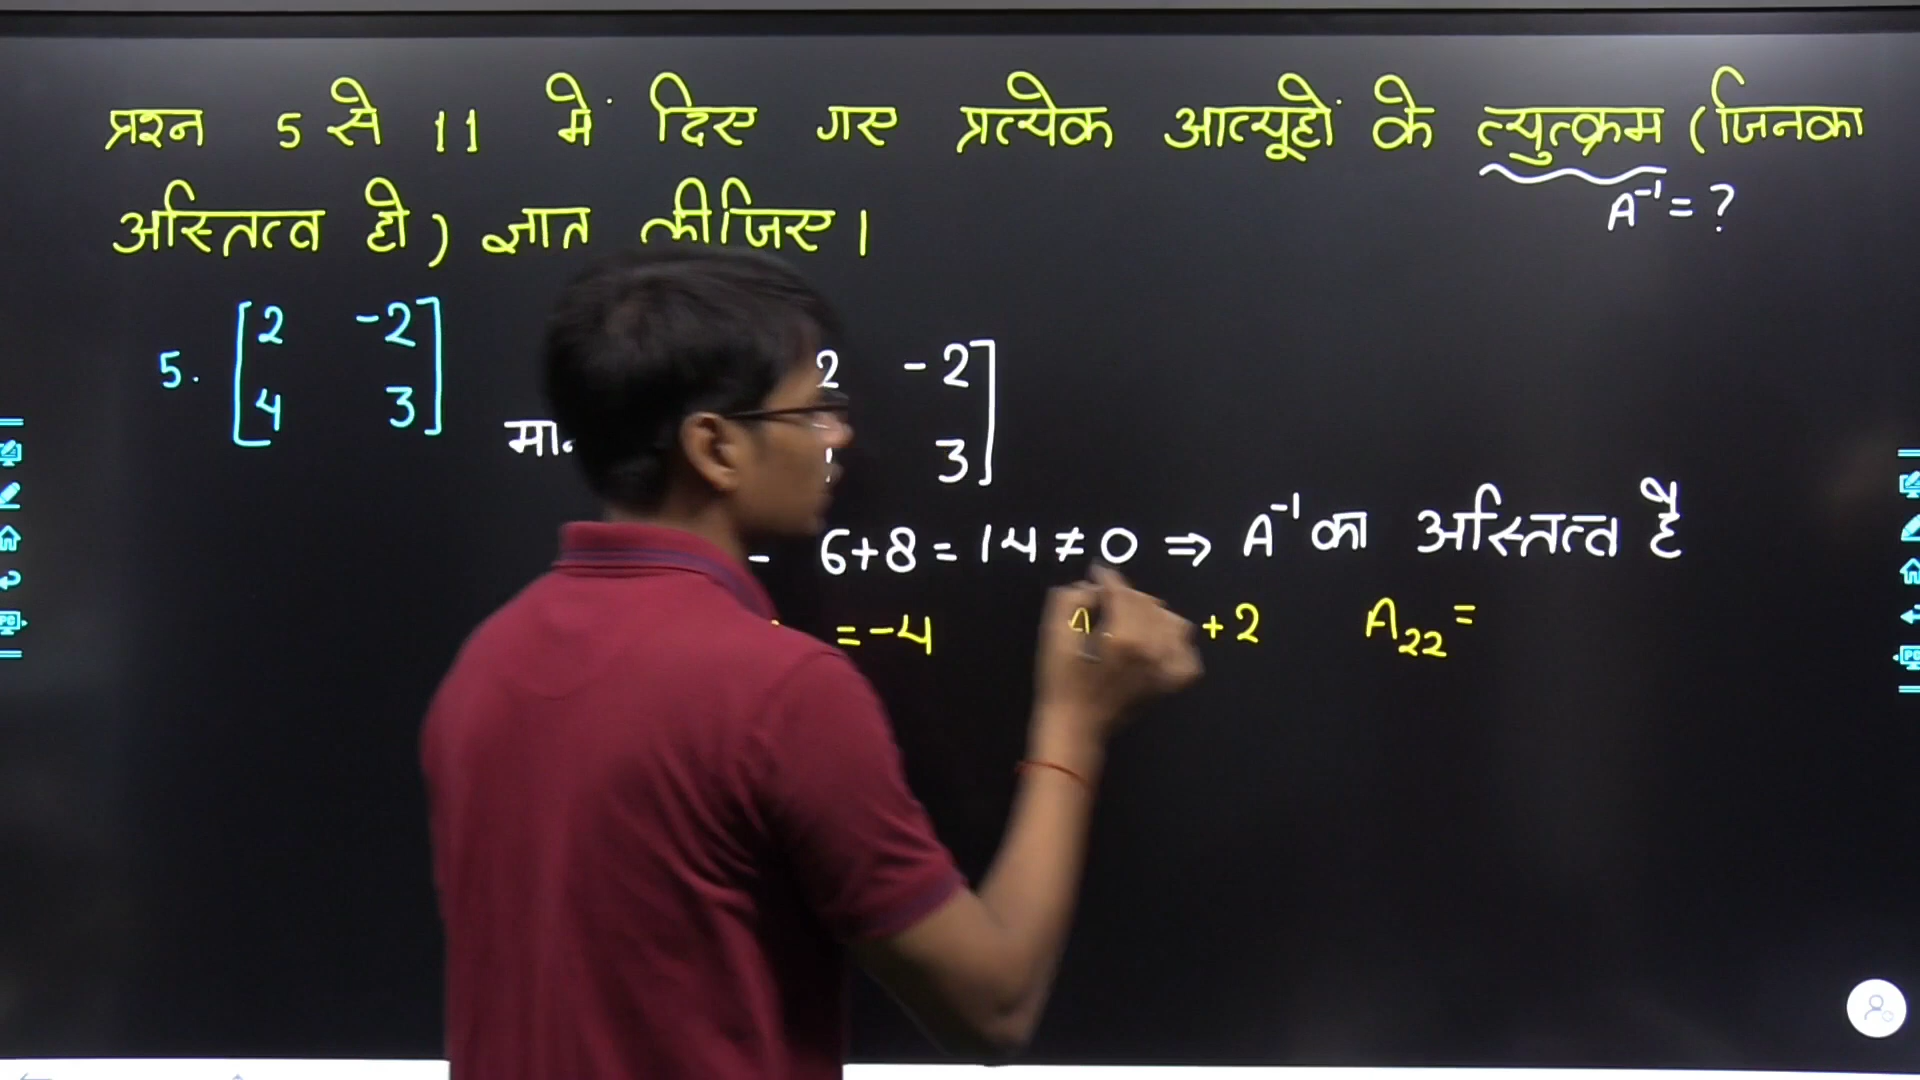 प्रश्न 5 से 11 में दिए गए प्रत्येक आव्यूहों के व्युत्क्रम (जिनका
A⁻¹ = ?
अस्तित्व हो) ज्ञात कीजिए।
5. [2 -2
4 3]
2 -2]
3]
6+8 = 14 ≠ 0 ⇒ A⁻¹ का अस्तित्व है
= -4 +2 A₂₂ =